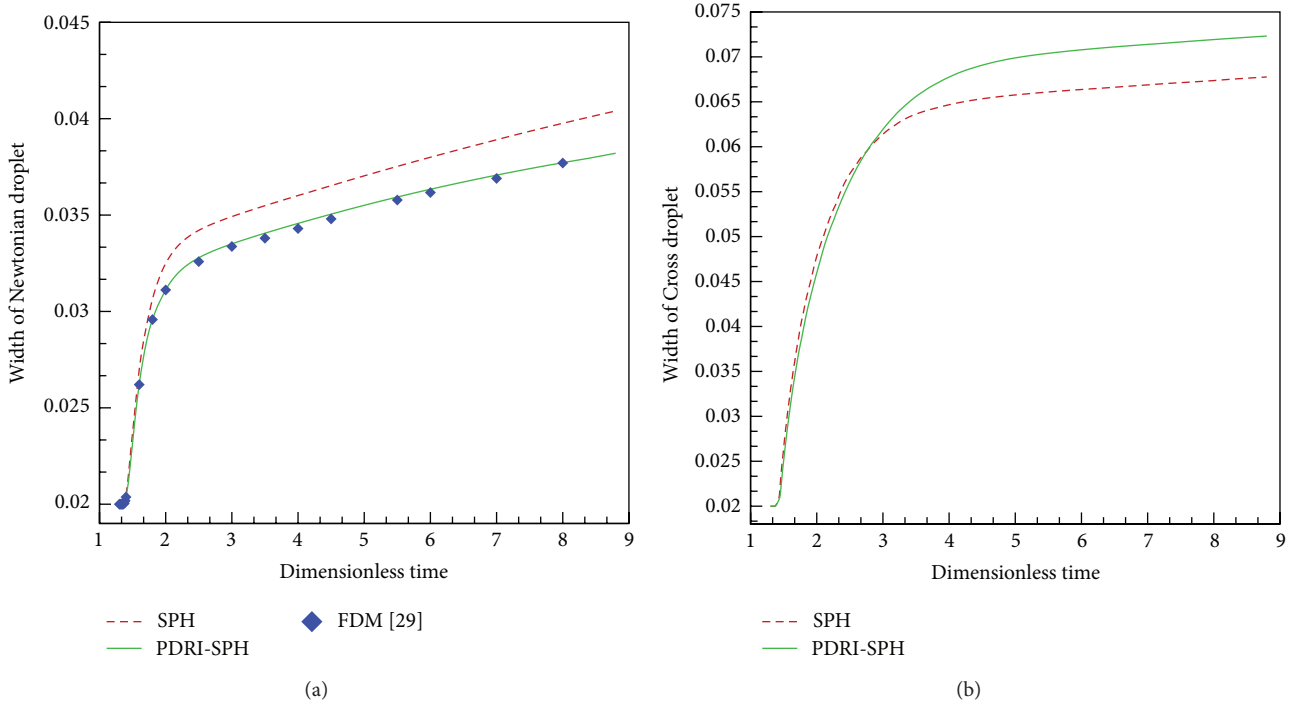 0.045
0.04
0.035
0.03
0.025
0.02
Width of Newtonian droplet
1 2 3 4 5 6 7 8 9
Dimensionless time
SPH
PDRI-SPH
FDM [29]
(a)
0.075
0.07
0.065
0.06
0.055
0.05
0.045
0.04
0.035
0.03
0.025
0.02
Width of Cross droplet
1 2 3 4 5 6 7 8 9
Dimensionless time
SPH
PDRI-SPH
(b)